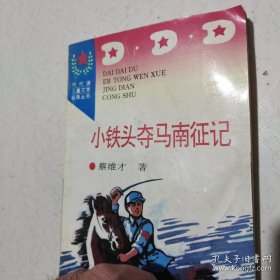 D·D·D
DAI DAI DU
ER TONG WEN XUE
JING DIAN
CONG SHU
代代读
儿童文学
经典丛书
小铁头夺马南征记
●蔡维才 著
孔夫子旧书网